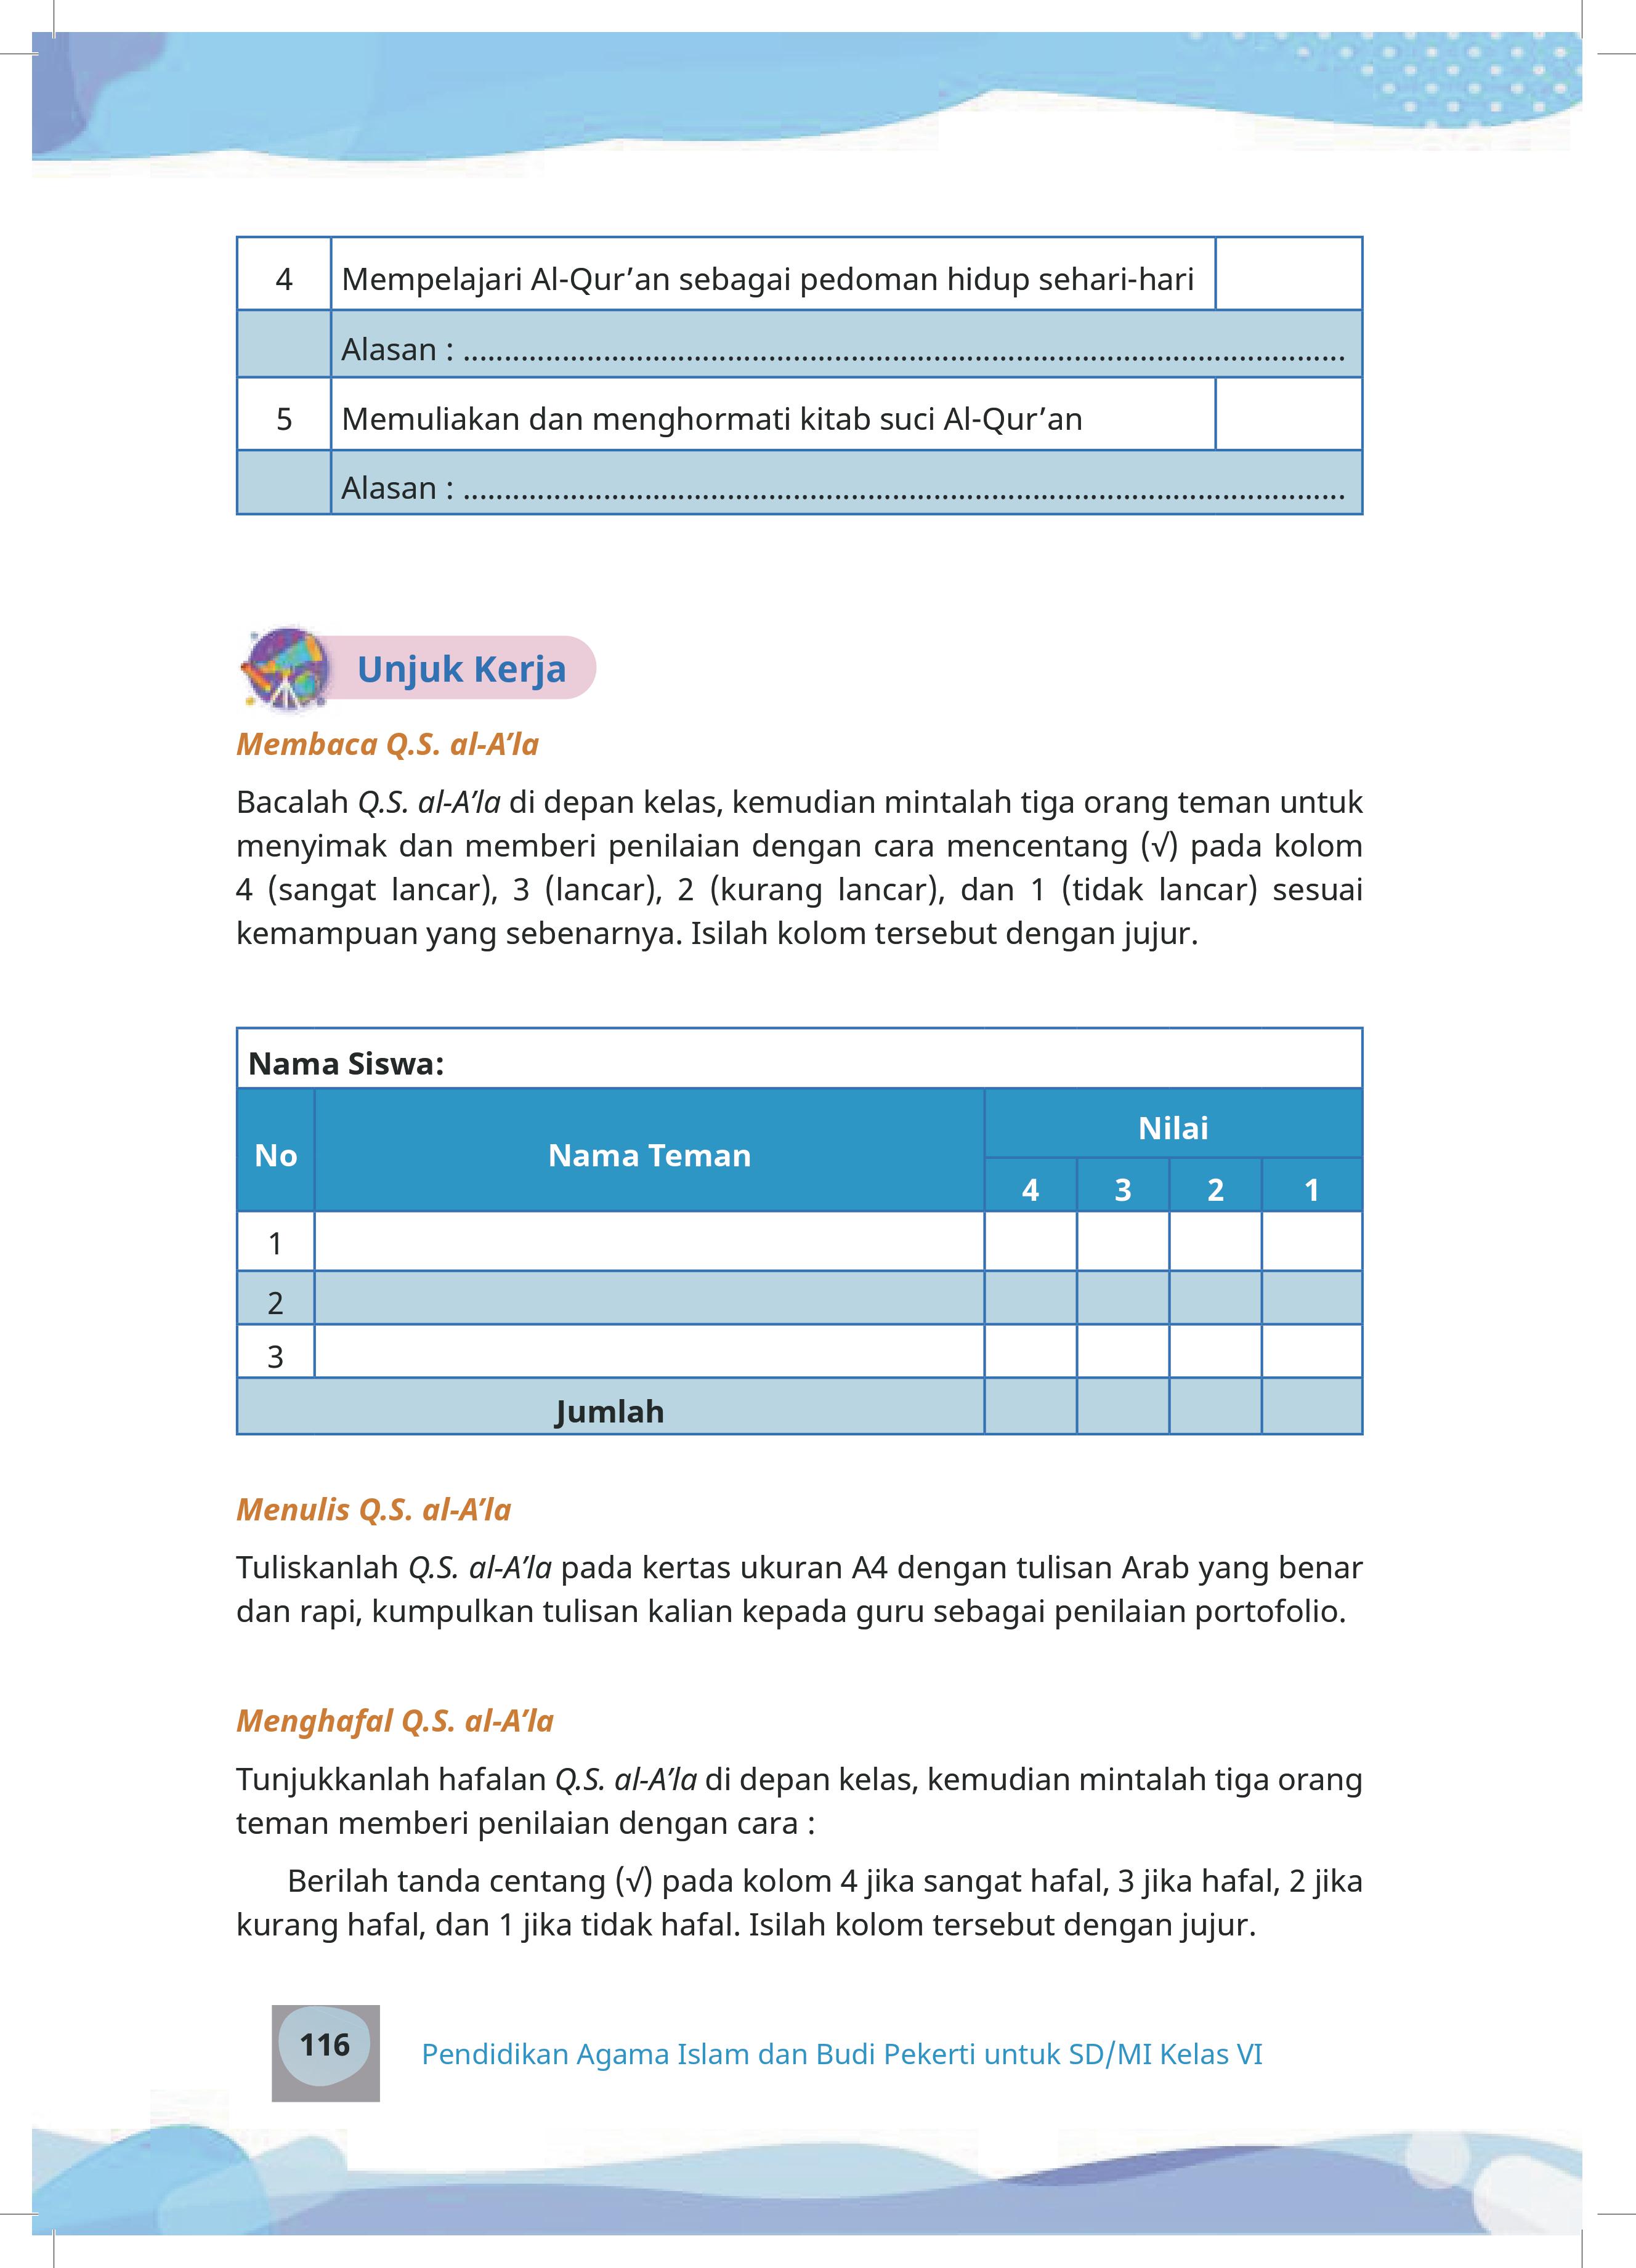 4 Mempelajari Al-Qur’an sebagai pedoman hidup sehari-hari
Alasan : ............................................................................................................
5 Memuliakan dan menghormati kitab suci Al-Qur’an
Alasan : ............................................................................................................
Unjuk Kerja
Membaca Q.S. al-A’la
Bacalah Q.S. al-A’la di depan kelas, kemudian mintalah tiga orang teman untuk
menyimak dan memberi penilaian dengan cara mencentang (√) pada kolom
4 (sangat lancar), 3 (lancar), 2 (kurang lancar), dan 1 (tidak lancar) sesuai
kemampuan yang sebenarnya. Isilah kolom tersebut dengan jujur.
Nama Siswa:
No Nama Teman Nilai
4 3 2 1
1
2
3
Jumlah
Menulis Q.S. al-A’la
Tuliskanlah Q.S. al-A’la pada kertas ukuran A4 dengan tulisan Arab yang benar
dan rapi, kumpulkan tulisan kalian kepada guru sebagai penilaian portofolio.
Menghafal Q.S. al-A’la
Tunjukkanlah hafalan Q.S. al-A’la di depan kelas, kemudian mintalah tiga orang
teman memberi penilaian dengan cara :
Berilah tanda centang (√) pada kolom 4 jika sangat hafal, 3 jika hafal, 2 jika
kurang hafal, dan 1 jika tidak hafal. Isilah kolom tersebut dengan jujur.
116 Pendidikan Agama Islam dan Budi Pekerti untuk SD/MI Kelas VI